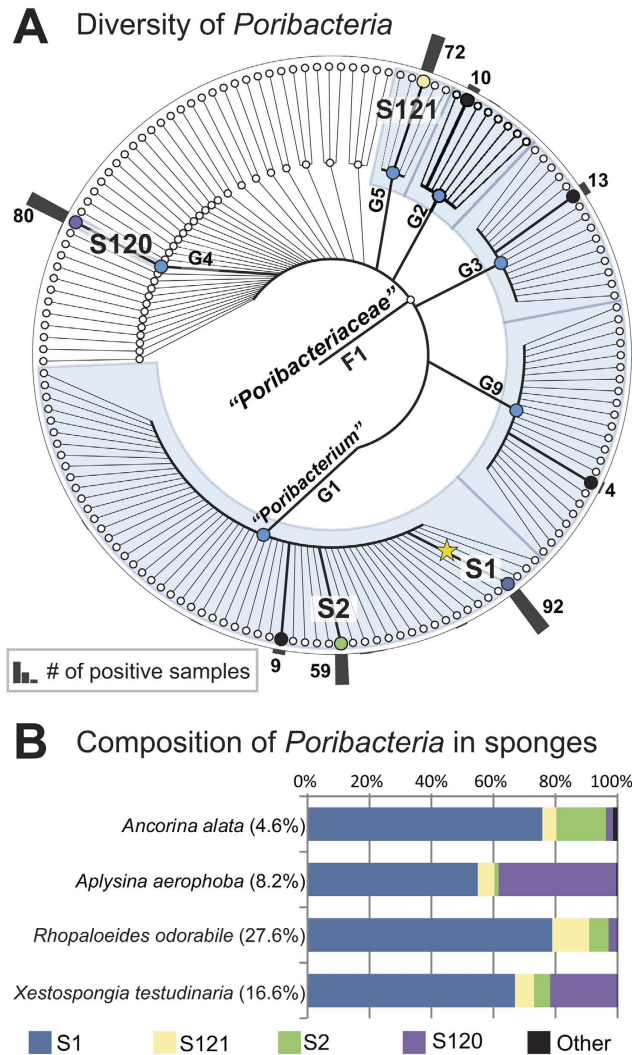 A Diversity of Poribacteria
72
10
S121
13
G5
G2
80
S120
G4
G3
"Poribacteriaceae"
F1
G9
"Poribacterium"
G1
4
S1
S2
92
9
59
# of positive samples
B Composition of Poribacteria in sponges
0% 20% 40% 60% 80% 100%
Ancorina alata (4.6%)
Aplysina aerophoba (8.2%)
Rhopaloeides odorabile (27.6%)
Xestospongia testudinaria (16.6%)
S1 S121 S2 S120 Other